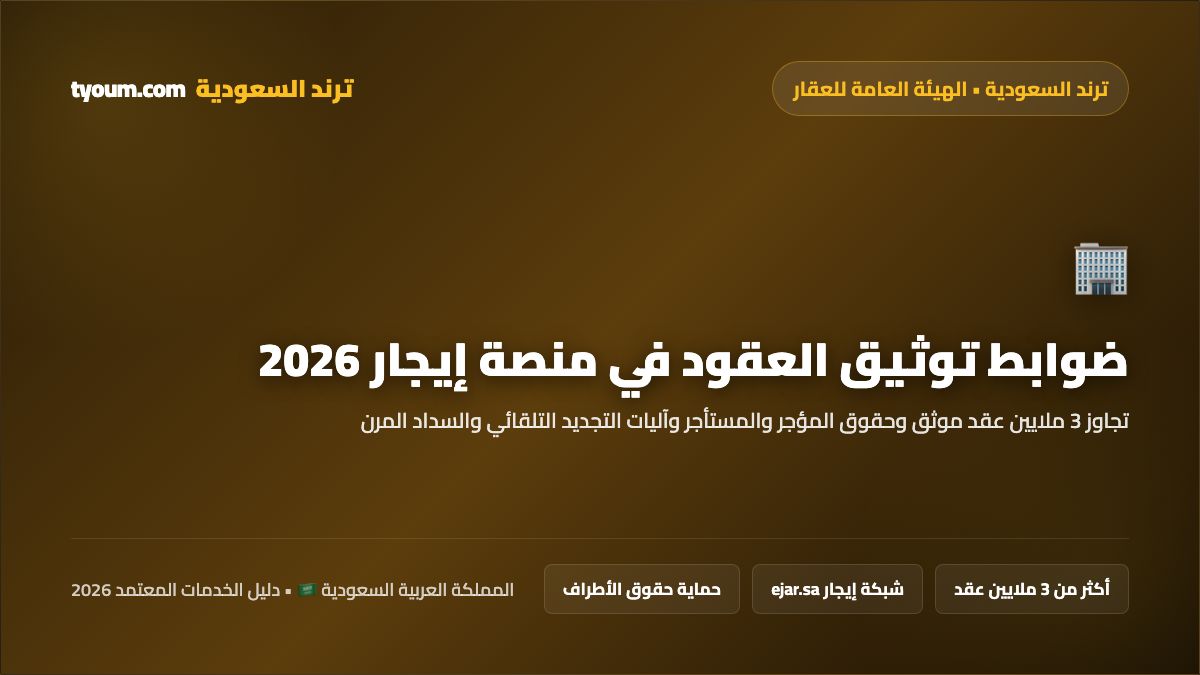 ترند السعودية • الهيئة العامة للعقار
ترند السعودية tyoum.com
ضوابط توثيق العقود في منصة إيجار 2026
تجاوز 3 ملايين عقد موثق وحقوق المؤجر والمستأجر وآليات التجديد التلقائي والسداد المرن
أكثر من 3 ملايين عقد
شبكة إيجار ejar.sa
حماية حقوق الأطراف
المملكة العربية السعودية 🇸🇦 • دليل الخدمات المعتمد 2026